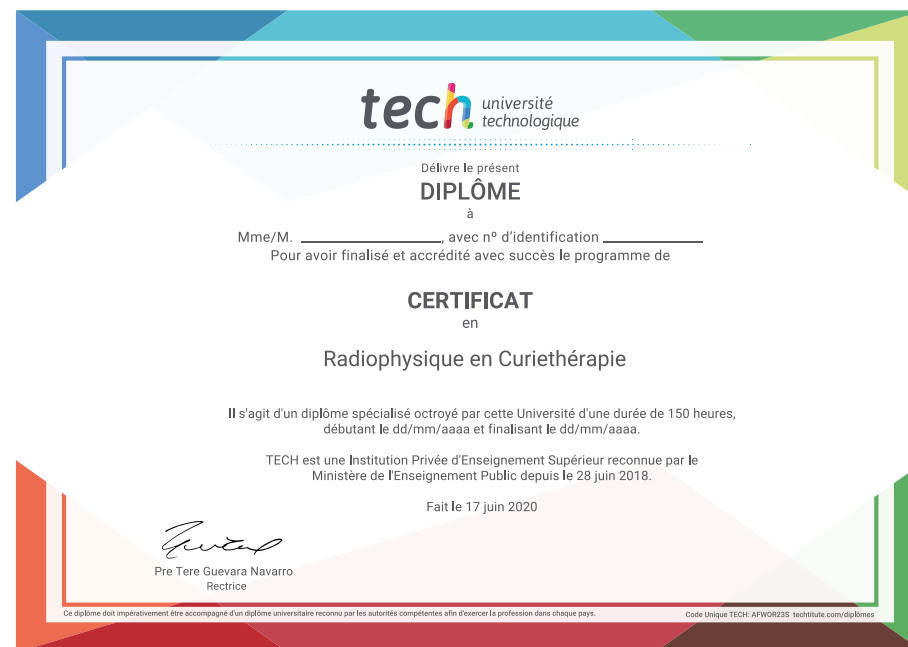 tech université
technologique
Délivre le présent
DIPLÔME
à
Mme/M. ____________________, avec nº d'identification ______________
Pour avoir finalisé et accrédité avec succès le programme de
CERTIFICAT
en
Radiophysique en Curiethérapie
Il s'agit d'un diplôme spécialisé octroyé par cette Université d'une durée de 150 heures,
débutant le dd/mm/aaaa et finalisant le dd/mm/aaaa.
TECH est une Institution Privée d'Enseignement Supérieur reconnue par le
Ministère de l'Enseignement Public depuis le 28 juin 2018.
Fait le 17 juin 2020
Pre Tere Guevara Navarro
Rectrice
Ce diplôme doit impérativement être accompagné d'un diplôme universitaire reconnu par les autorités compétentes afin d'exercer la profession dans chaque pays.
Code Unique TECH: AFWOR23S techtitute.com/diplômes